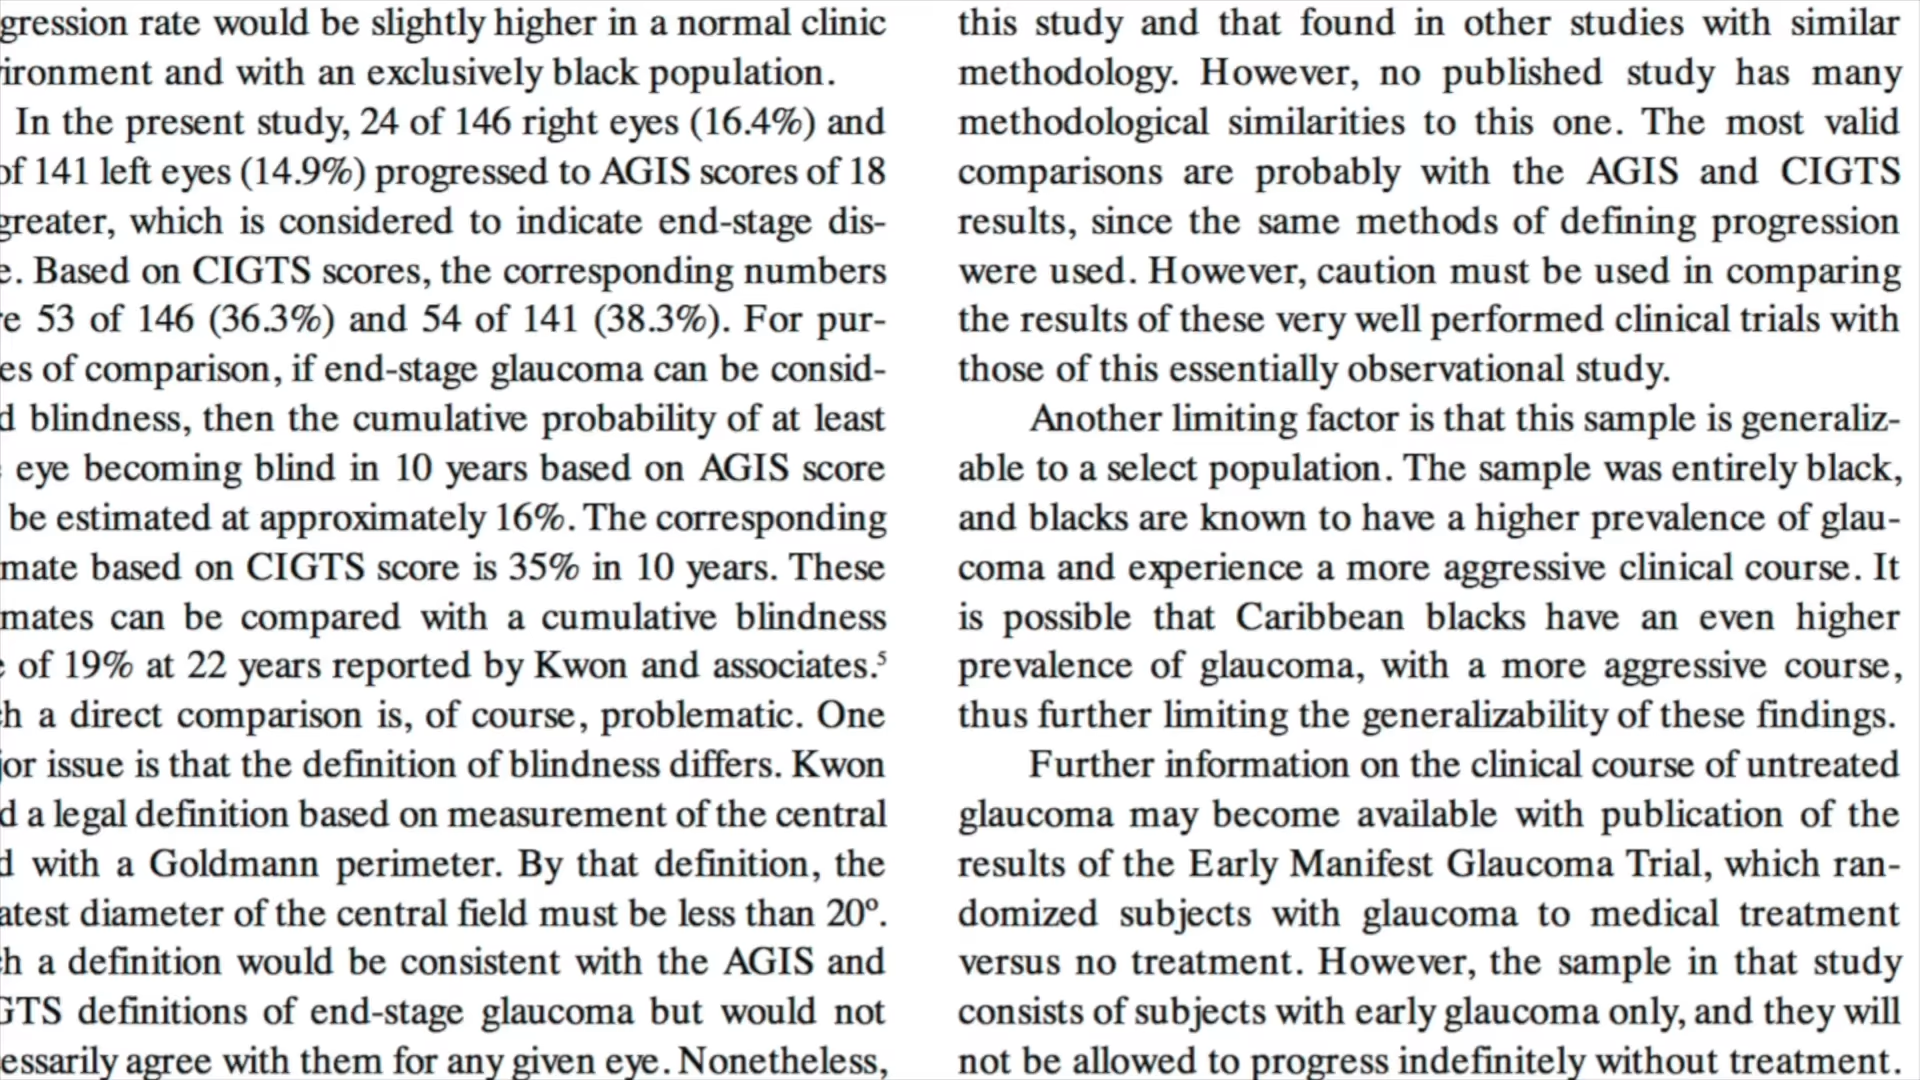 gression rate would be slightly higher in a normal clinic
ironment and with an exclusively black population.
In the present study, 24 of 146 right eyes (16.4%) and
of 141 left eyes (14.9%) progressed to AGIS scores of 18
greater, which is considered to indicate end-stage dis-
e. Based on CIGTS scores, the corresponding numbers
re 53 of 146 (36.3%) and 54 of 141 (38.3%). For pur-
es of comparison, if end-stage glaucoma can be consid-
d blindness, then the cumulative probability of at least
eye becoming blind in 10 years based on AGIS score
be estimated at approximately 16%. The corresponding
mate based on CIGTS score is 35% in 10 years. These
mates can be compared with a cumulative blindness
e of 19% at 22 years reported by Kwon and associates.⁵
h a direct comparison is, of course, problematic. One
jor issue is that the definition of blindness differs. Kwon
d a legal definition based on measurement of the central
d with a Goldmann perimeter. By that definition, the
atest diameter of the central field must be less than 20º.
h a definition would be consistent with the AGIS and
GTS definitions of end-stage glaucoma but would not
essarily agree with them for any given eye. Nonetheless,
this study and that found in other studies with similar
methodology. However, no published study has many
methodological similarities to this one. The most valid
comparisons are probably with the AGIS and CIGTS
results, since the same methods of defining progression
were used. However, caution must be used in comparing
the results of these very well performed clinical trials with
those of this essentially observational study.
Another limiting factor is that this sample is generaliz-
able to a select population. The sample was entirely black,
and blacks are known to have a higher prevalence of glau-
coma and experience a more aggressive clinical course. It
is possible that Caribbean blacks have an even higher
prevalence of glaucoma, with a more aggressive course,
thus further limiting the generalizability of these findings.
Further information on the clinical course of untreated
glaucoma may become available with publication of the
results of the Early Manifest Glaucoma Trial, which ran-
domized subjects with glaucoma to medical treatment
versus no treatment. However, the sample in that study
consists of subjects with early glaucoma only, and they will
not be allowed to progress indefinitely without treatment.